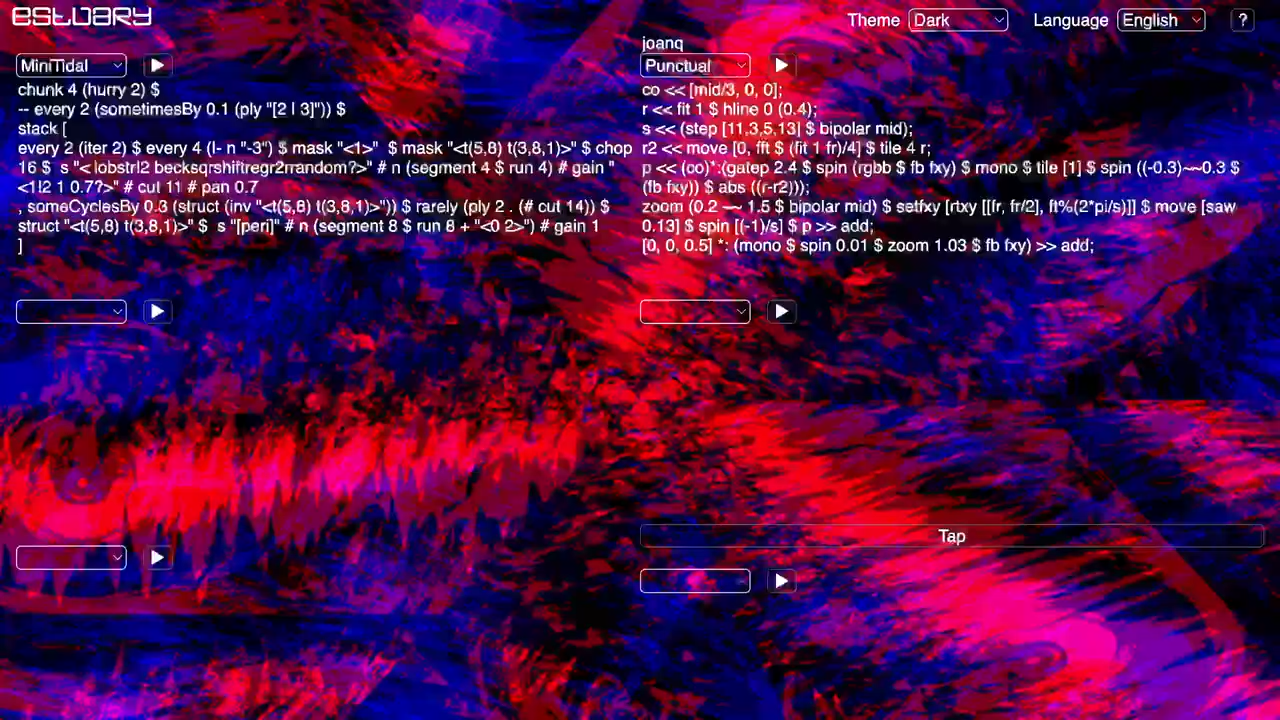 estuary
Theme Dark Language English ?
MiniTidal
chunk 4 (hurry 2) $
-- every 2 (sometimesBy 0.1 (ply "[2 | 3]")) $
stack [
every 2 (iter 2) $ every 4 (|- n "-3") $ mask "<1>"  $ mask "<t(5,8) t(3,8,1)>" $ chop
16 $  s "<lobstr!2 becksqrshiftregr2rrandom?>" # n (segment 4 $ run 4) # gain "
<1!2 1 0.7?>" # cut 11 # pan 0.7
, someCyclesBy 0.3 (struct (inv "<t(5,8) t(3,8,1)>")) $ rarely (ply 2 . (# cut 14)) $
struct "<t(5,8) t(3,8,1)>" $  s "[peri]" # n (segment 8 $ run 8 + "<0 2>") # gain 1
]
joanq
Punctual
co << [mid/3, 0, 0];
r << fit 1 $ hline 0 (0.4);
s << (step [11,3,5,13] $ bipolar mid);
r2 << move [0, fft $ (fit 1 fr)/4] $ tile 4 r;
p << (co)*:(gatep 2.4 $ spin (rgbb $ fb fxy) $ mono $ tile [1] $ spin ((-0.3)~~0.3 $
(fb fxy)) $ abs ((r-r2)));
zoom (0.2 ~~ 1.5 $ bipolar mid) $ setfxy [rtxy [[fr, fr/2], ft%(2*pi/s)]] $ move [saw
0.13] $ spin [(-1)/s] $ p >> add;
[0, 0, 0.5] *: (mono $ spin 0.01 $ zoom 1.03 $ fb fxy) >> add;
Tap